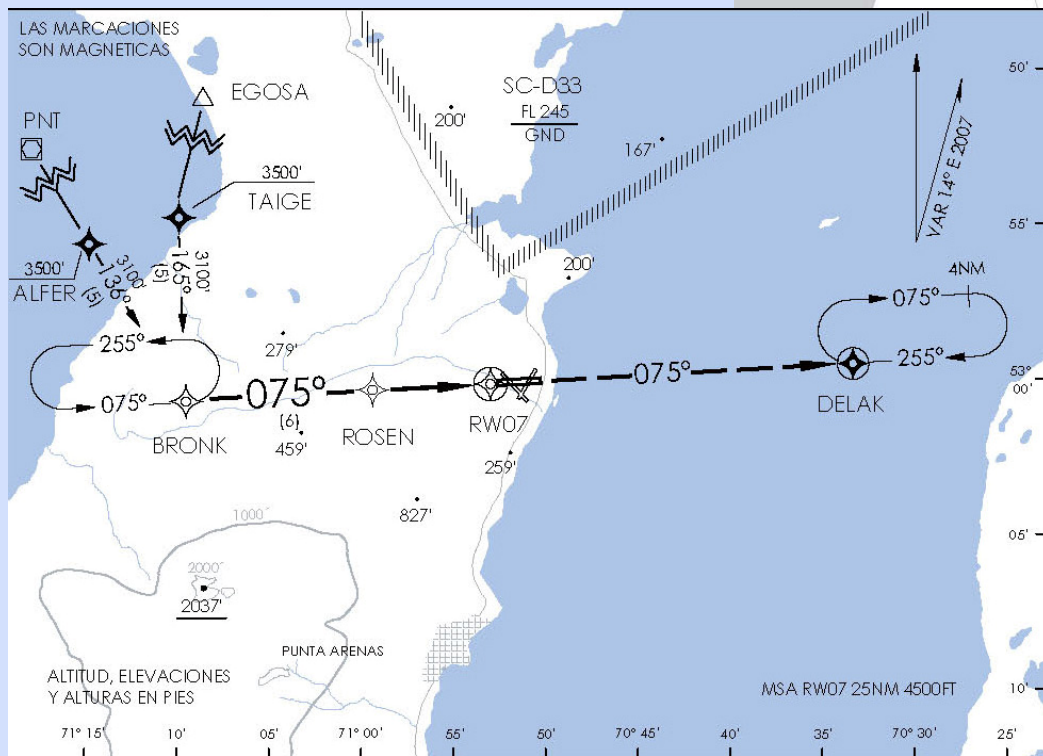 LAS MARCACIONES
SON MAGNETICAS
EGOSA
PNT
3500'
TAIGE
3500'
ALFER
3100'
136°
(5)
3100'
165°
(5)
200'
SC-D33
FL 245
GND
167'
VAR 14° E 2007
50'
55'
200'
4NM
075°
255°
DELAK
279'
255°
075°
BRONK
075°
(6)
459'
ROSEN
RW07
075°
259'
827'
53°
00'
1000'
2000'
2037'
05'
PUNTA ARENAS
ALTITUD, ELEVACIONES
Y ALTURAS EN PIES
MSA RW07 25NM 4500FT
10'
71° 15'
10'
05'
71° 00'
55'
50'
70° 45'
40'
35'
70° 30'
25'